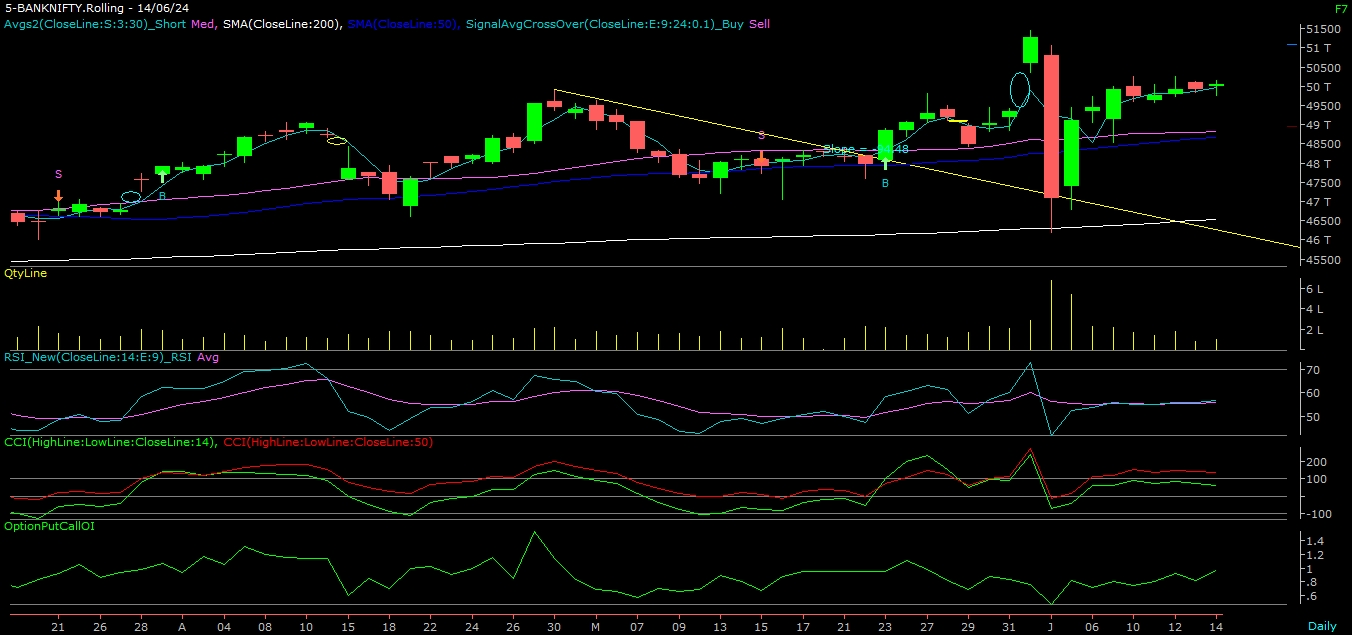 5-BANKNIFTY.Rolling - 14/06/24
F7
Avgs2(CloseLine:S:3:30)_Short Med, SMA(CloseLine:200), SMA(CloseLine:50), SignalAvgCrossOver(CloseLine:E:9:24:0.1)_Buy Sell
51500
51 T
50500
50 T
49500
49 T
48500
48 T
47500
47 T
46500
46 T
45500
S
B
S
B
QtyLine
6 L
4 L
2 L
RSI_New(CloseLine:14:E:9)_RSI Avg
70
60
50
CCI(HighLine:LowLine:CloseLine:14), CCI(HighLine:LowLine:CloseLine:50)
200
100
-100
OptionPutCallOI
1.4
1.2
1
.8
.6
21 26 28 A 04 08 10 15 18 22 24 26 30 M 07 09 13 15 17 21 23 27 29 31 J 06 10 12 14
Daily